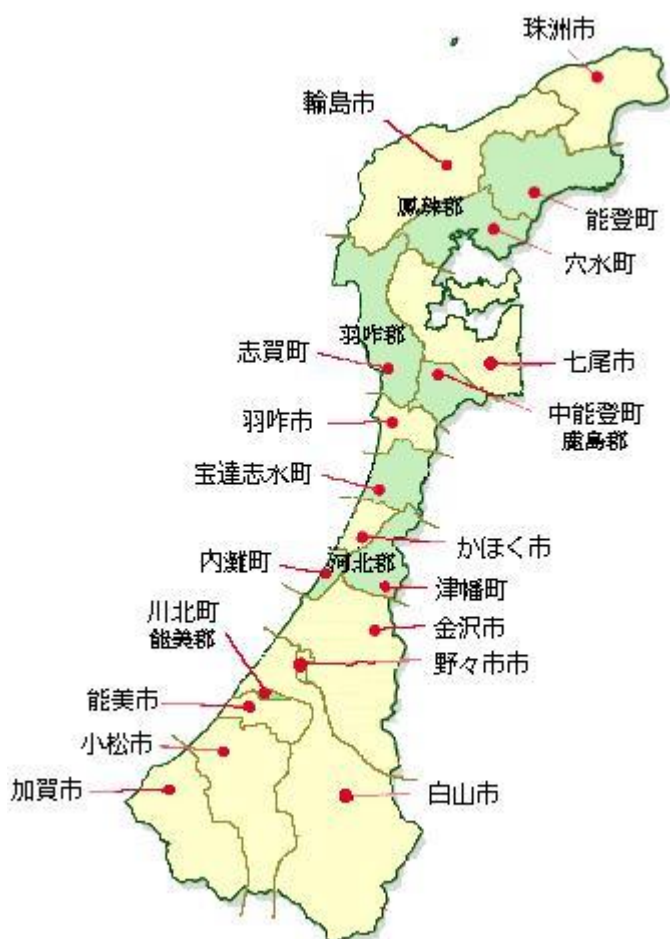 珠洲市
輪島市
鳳珠郡
能登町
穴水町
羽咋郡
志賀町
七尾市
羽咋市
中能登町
鹿島郡
宝達志水町
かほく市
内灘町
河北郡
津幡町
川北町
能美郡
金沢市
野々市市
能美市
小松市
加賀市
白山市